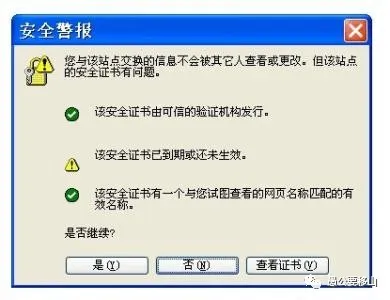 安全警报
您与该站点交换的信息不会被其它人查看或更改。但该站点
的安全证书有问题。
该安全证书由可信的验证机构发行。
该安全证书已到期或还未生效。
该安全证书有一个与您试图查看的网页名称匹配的有
效名称。
是否继续?
是(Y)
否(N)
查看证书(V)
愚公要移山